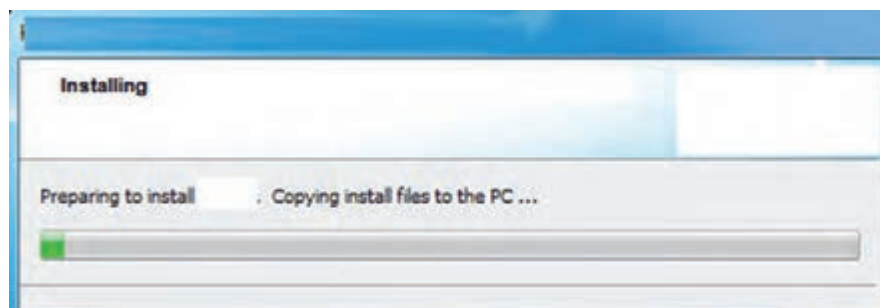 Installing
Preparing to install . Copying install files to the PC ...